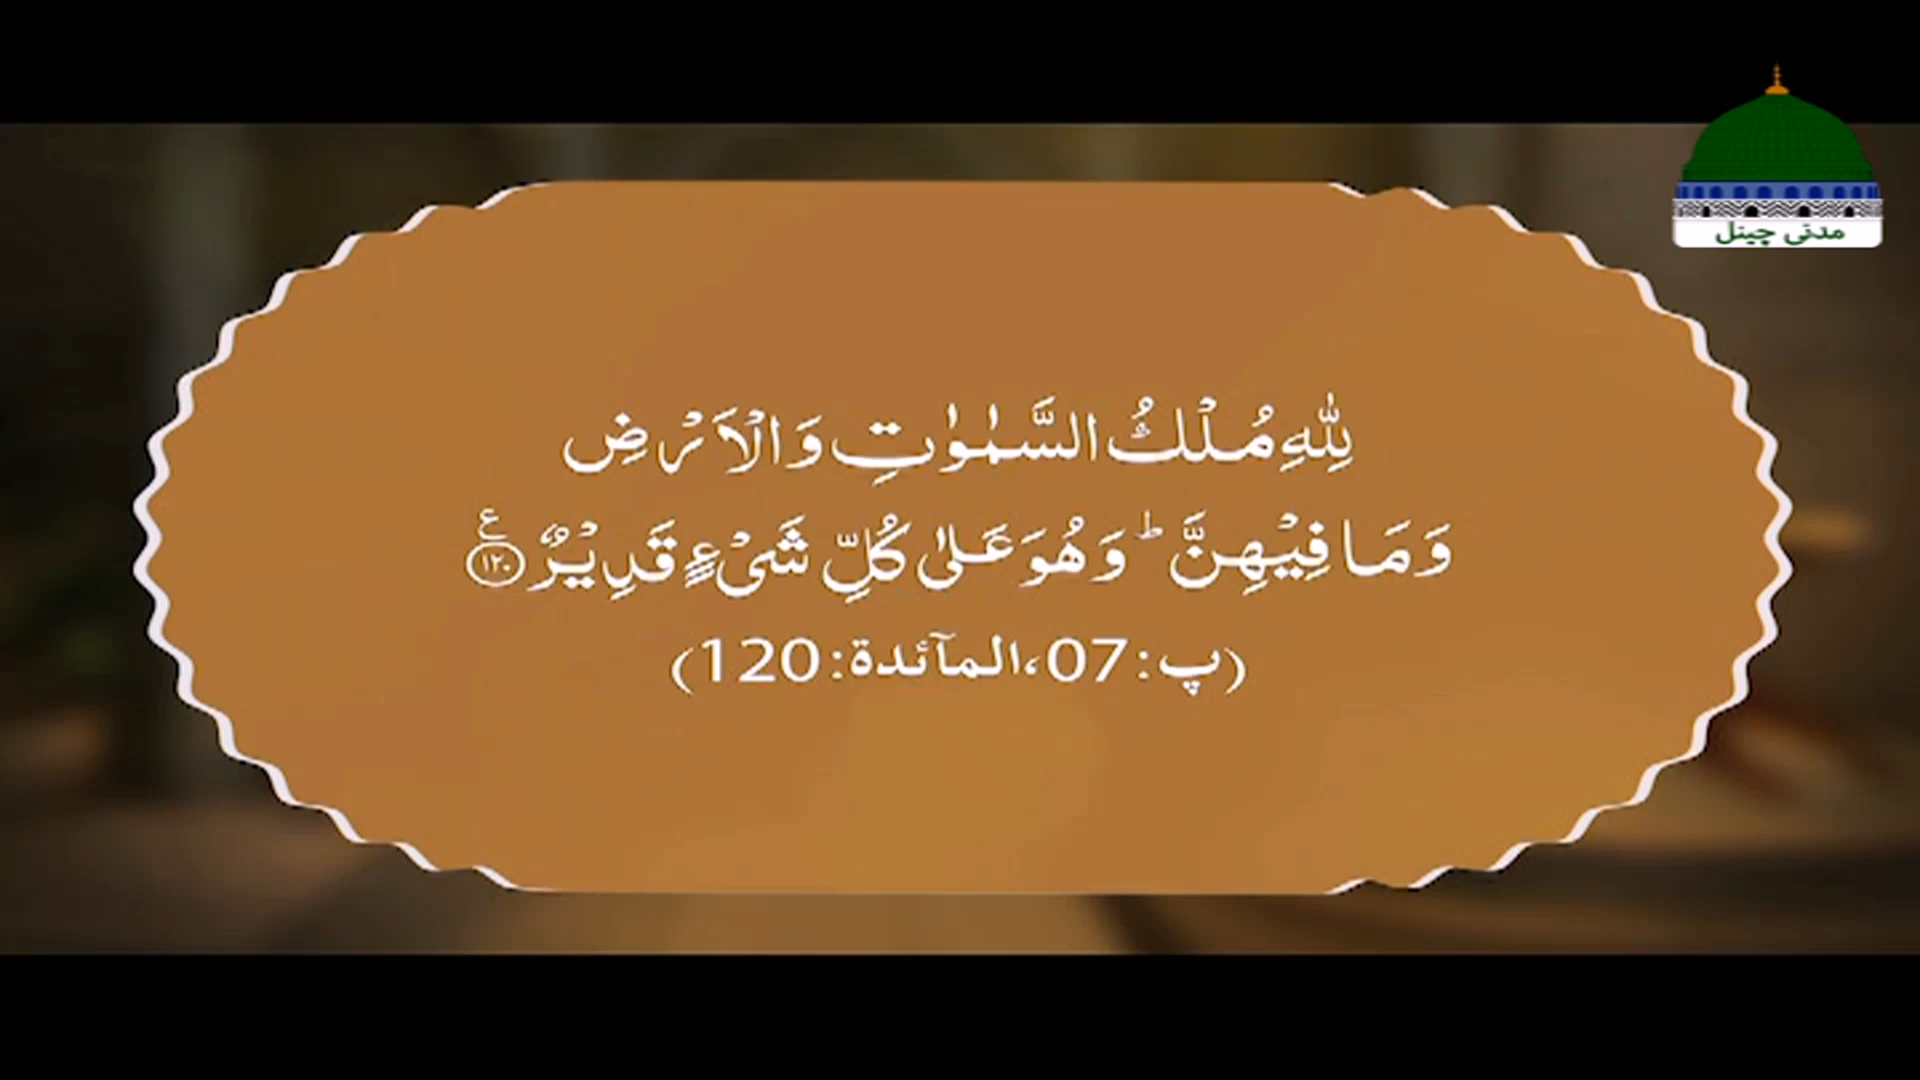 مدنی چینل
لِلّٰهِ مُلْكُ السَّمٰوٰتِ وَالْاَرْضِ
وَمَا فِیْهِنَّ ؕ وَهُوَ عَلٰى كُلِّ شَیْءٍ قَدِیْرٌ ۧ ﴿۱۲۰﴾
(پ: 07، المآئدة: 120)